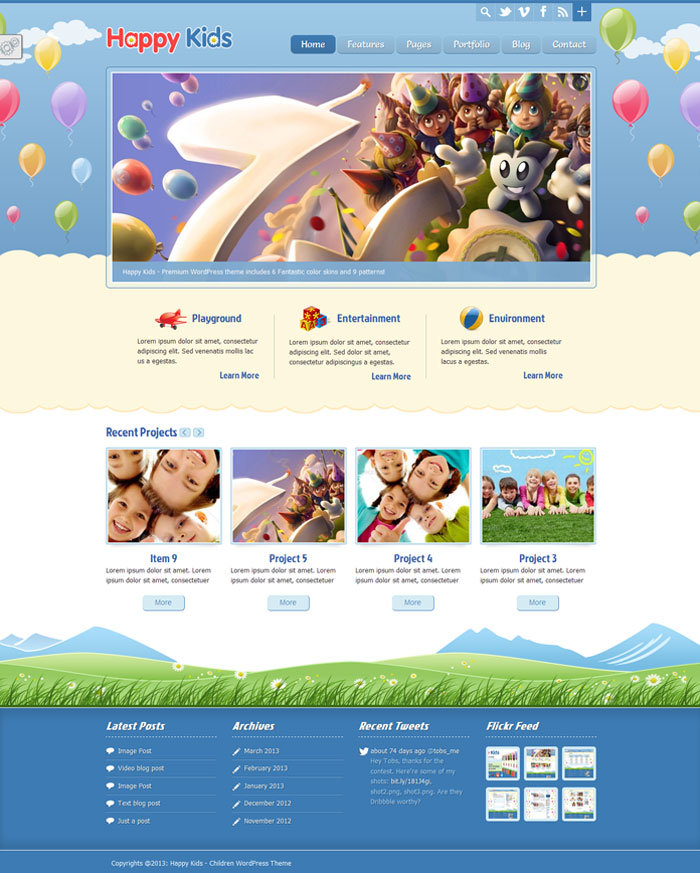 Happy Kids
Home Features Pages Portfolio Blog Contact
7
Happy Kids - Premium WordPress theme includes 6 Fantastic color skins and 9 patterns!
Playground
Lorem ipsum dolor sit amet, consectetur
adipiscing elit. Sed venenatis mollis lac
us a egestas.
Learn More
Entertainment
Lorem ipsum dolor sit amet, consectetur
adipiscing elit. Sed dolor sit amet,
consectetur adipiscingus a egestas.
Learn More
Environment
Lorem ipsum dolor sit amet, consectetur
adipiscing elit. Sed venenatis mollis
lacus a egestas.
Learn More
Recent Projects
Item 9
Lorem ipsum dolor sit amet. Lorem
ipsum dolor sit amet, consectetuer
More
Project 5
Lorem ipsum dolor sit amet. Lorem
ipsum dolor sit amet, consectetuer
More
Project 4
Lorem ipsum dolor sit amet. Lorem
ipsum dolor sit amet, consectetuer
More
Project 3
Lorem ipsum dolor sit amet. Lorem
ipsum dolor sit amet, consectetuer
More
Latest Posts
Image Post
Video blog post
Image Post
Text blog post
Just a post
Archives
March 2013
February 2013
January 2013
December 2012
November 2012
Recent Tweets
about 74 days ago @tobs_me
Hey Tobs, thanks for the
contest. Here're some of my
shots:
shot2.png, shot3.png. Are they
Dribbble worthy?
Flickr Feed
Copyrights @2013: Happy Kids - Children WordPress Theme